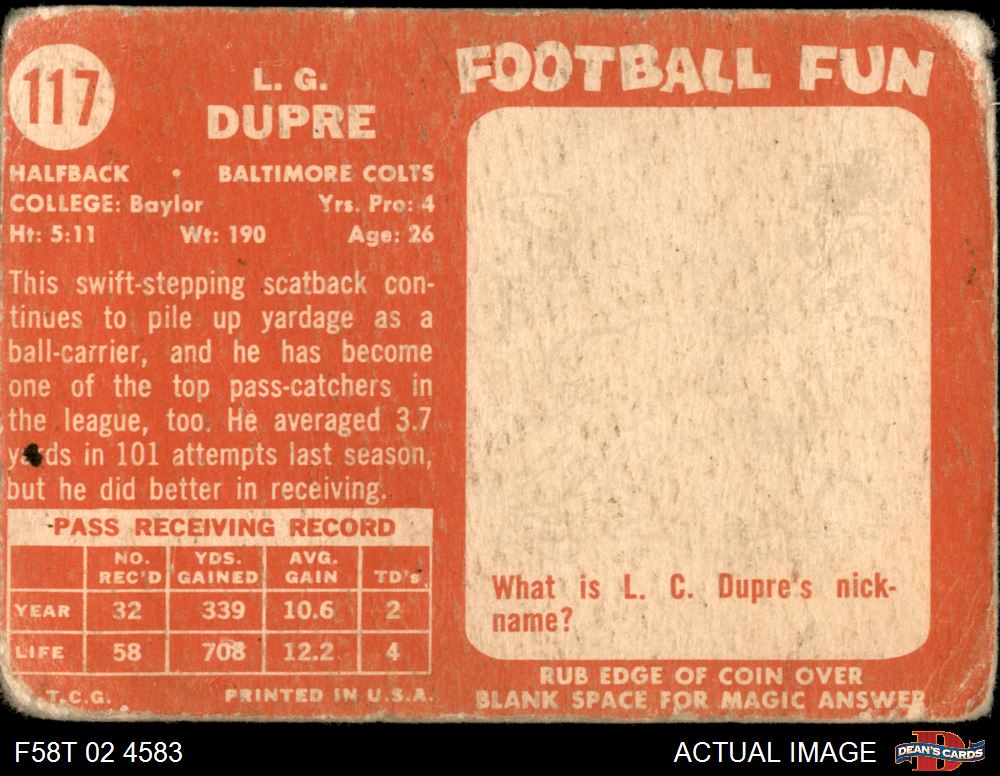 117
L. G.
DUPRE
HALFBACK • BALTIMORE COLTS
COLLEGE: Baylor Yrs. Pro: 4
Ht: 5:11 Wt: 190 Age: 26
This swift-stepping scatback con-
tinues to pile up yardage as a
ball-carrier, and he has become
one of the top pass-catchers in
the league, too. He averaged 3.7
yards in 101 attempts last season,
but he did better in receiving.
PASS RECEIVING RECORD
NO. REC'D YDS. GAINED AVG. GAIN TD's
YEAR 32 339 10.6 2
LIFE 58 708 12.2 4
T.C.G. PRINTED IN U.S.A.
FOOTBALL FUN
What is L. C. Dupre's nick-
name?
RUB EDGE OF COIN OVER
BLANK SPACE FOR MAGIC ANSWER
F58T 02 4583 ACTUAL IMAGE DEAN'S CARDS